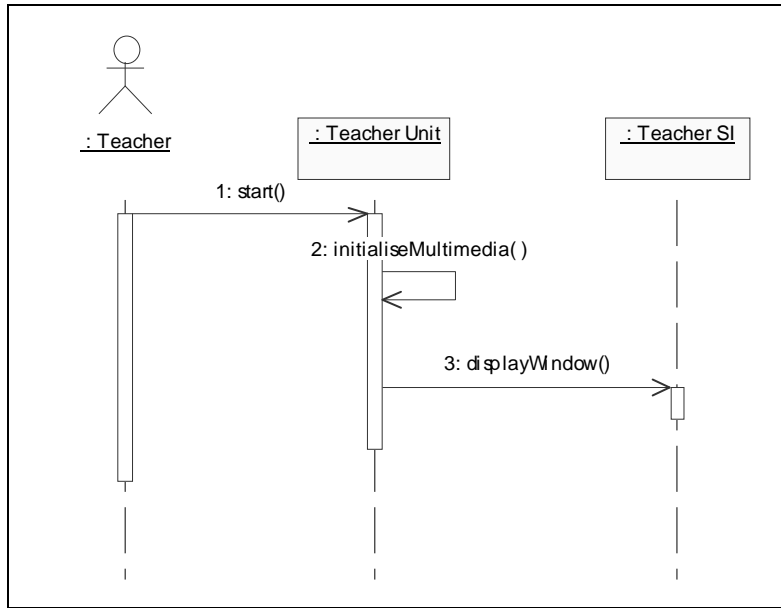 : Teacher
: Teacher Unit
: Teacher SI
1: start()
2: initialiseMultimedia( )
3: displayWindow()